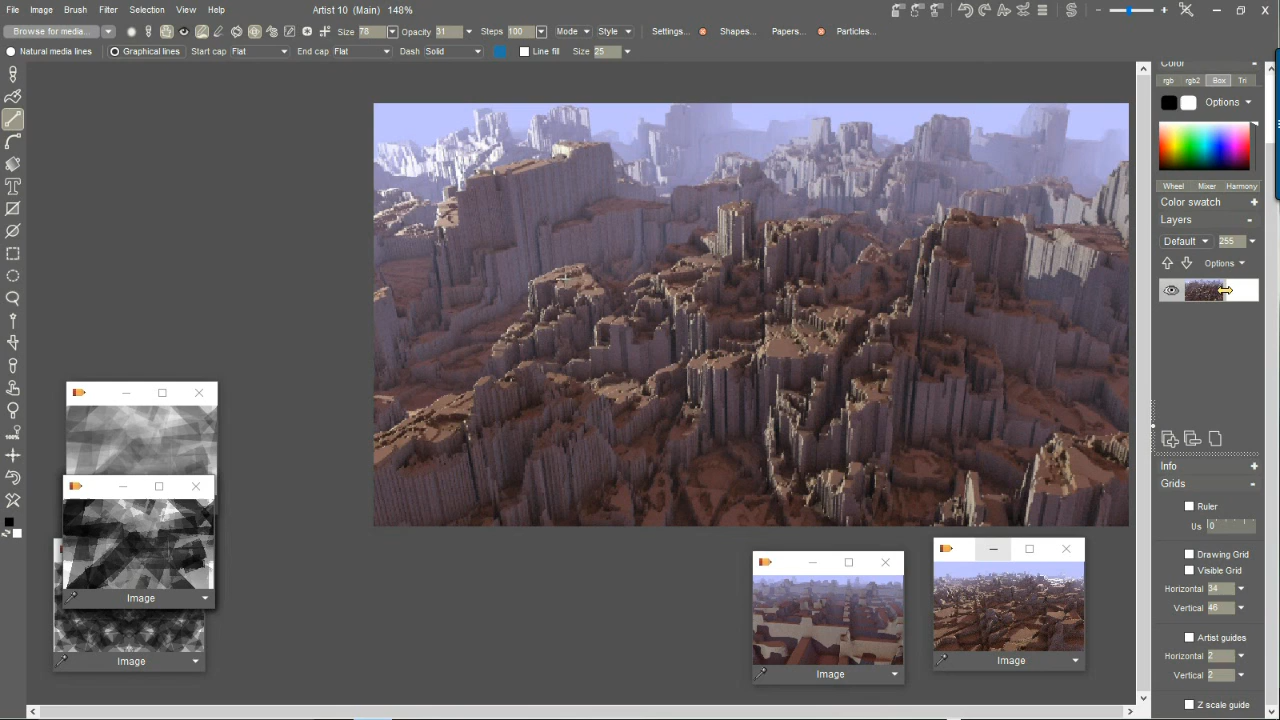 File Image Brush Filter Selection View Help Artist 10 (Main) 148%
Browse for media... Size 78 Opacity 31 Steps 100 Mode Style Settings... Shapes... Papers... Particles...
Natural media lines Graphical lines Start cap Flat End cap Flat Dash Solid Line fill Size 25
Color
rgb rgb2 Box Tri
Options
Wheel Mixer Harmony
Color swatch
Layers
Default 255
Options
100%
Info
Grids
Ruler
Us 0
Drawing Grid
Visible Grid
Horizontal 34
Vertical 46
Artist guides
Horizontal 2
Vertical 2
Z scale guide
Image
Image
Image
Image